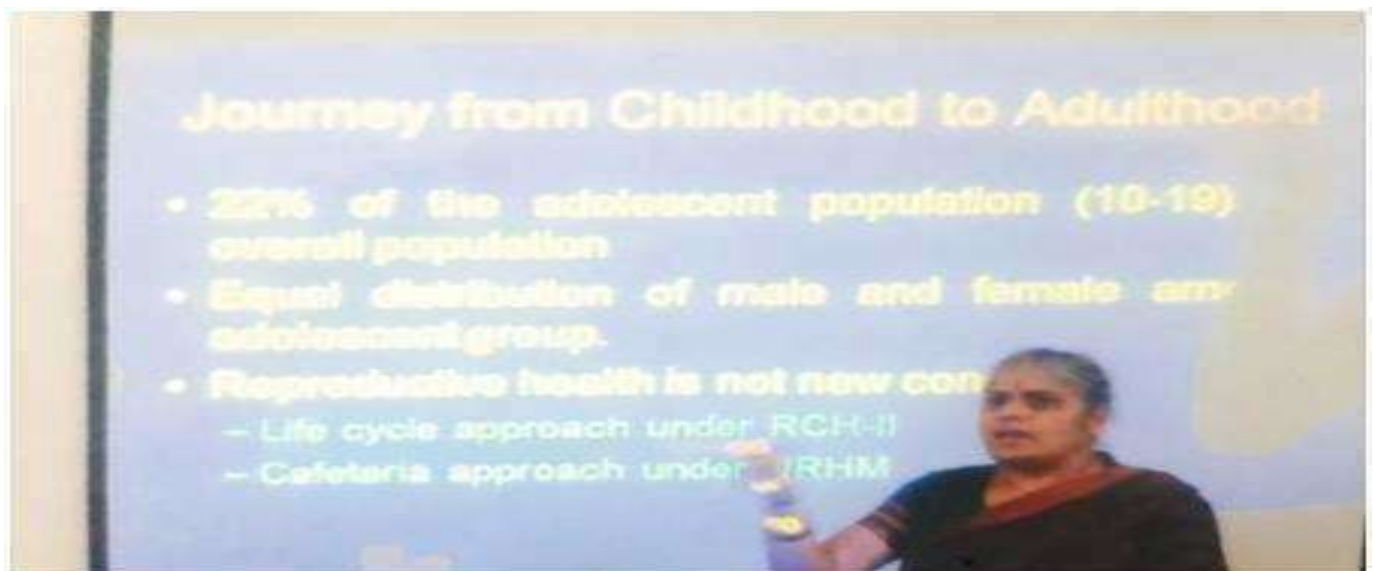 Journey from Childhood to Adulthood
• 22% of the adolescent population (10-19)
overall population
• Equal distribution of male and female
adolescent group.
• Reproductive health is not new
– Life cycle approach under RCH-II
– Cafeteria approach under